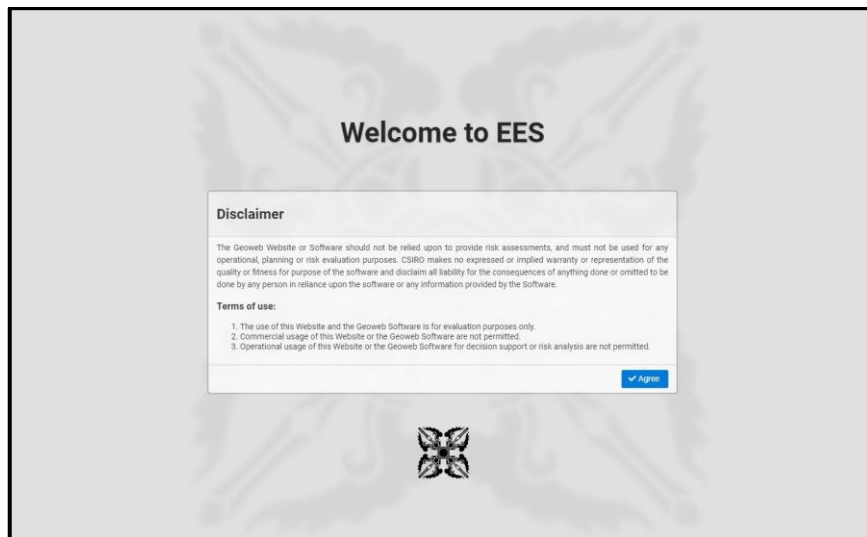 Welcome to EES
Disclaimer
The Geoweb Website or Software should not be relied upon to provide risk assessments, and must not be used for any
operational, planning or risk evaluation purposes. CSIRO makes no expressed or implied warranty or representation of the
quality or fitness for purpose of the software and disclaim all liability for the consequences of anything done or omitted to be
done by any person in reliance upon the software or any information provided by the Software.
Terms of use:
1. The use of this Website and the Geoweb Software is for evaluation purposes only.
2. Commercial usage of this Website or the Geoweb Software are not permitted.
3. Operational usage of this Website or the Geoweb Software for decision support or risk analysis are not permitted.
Agree